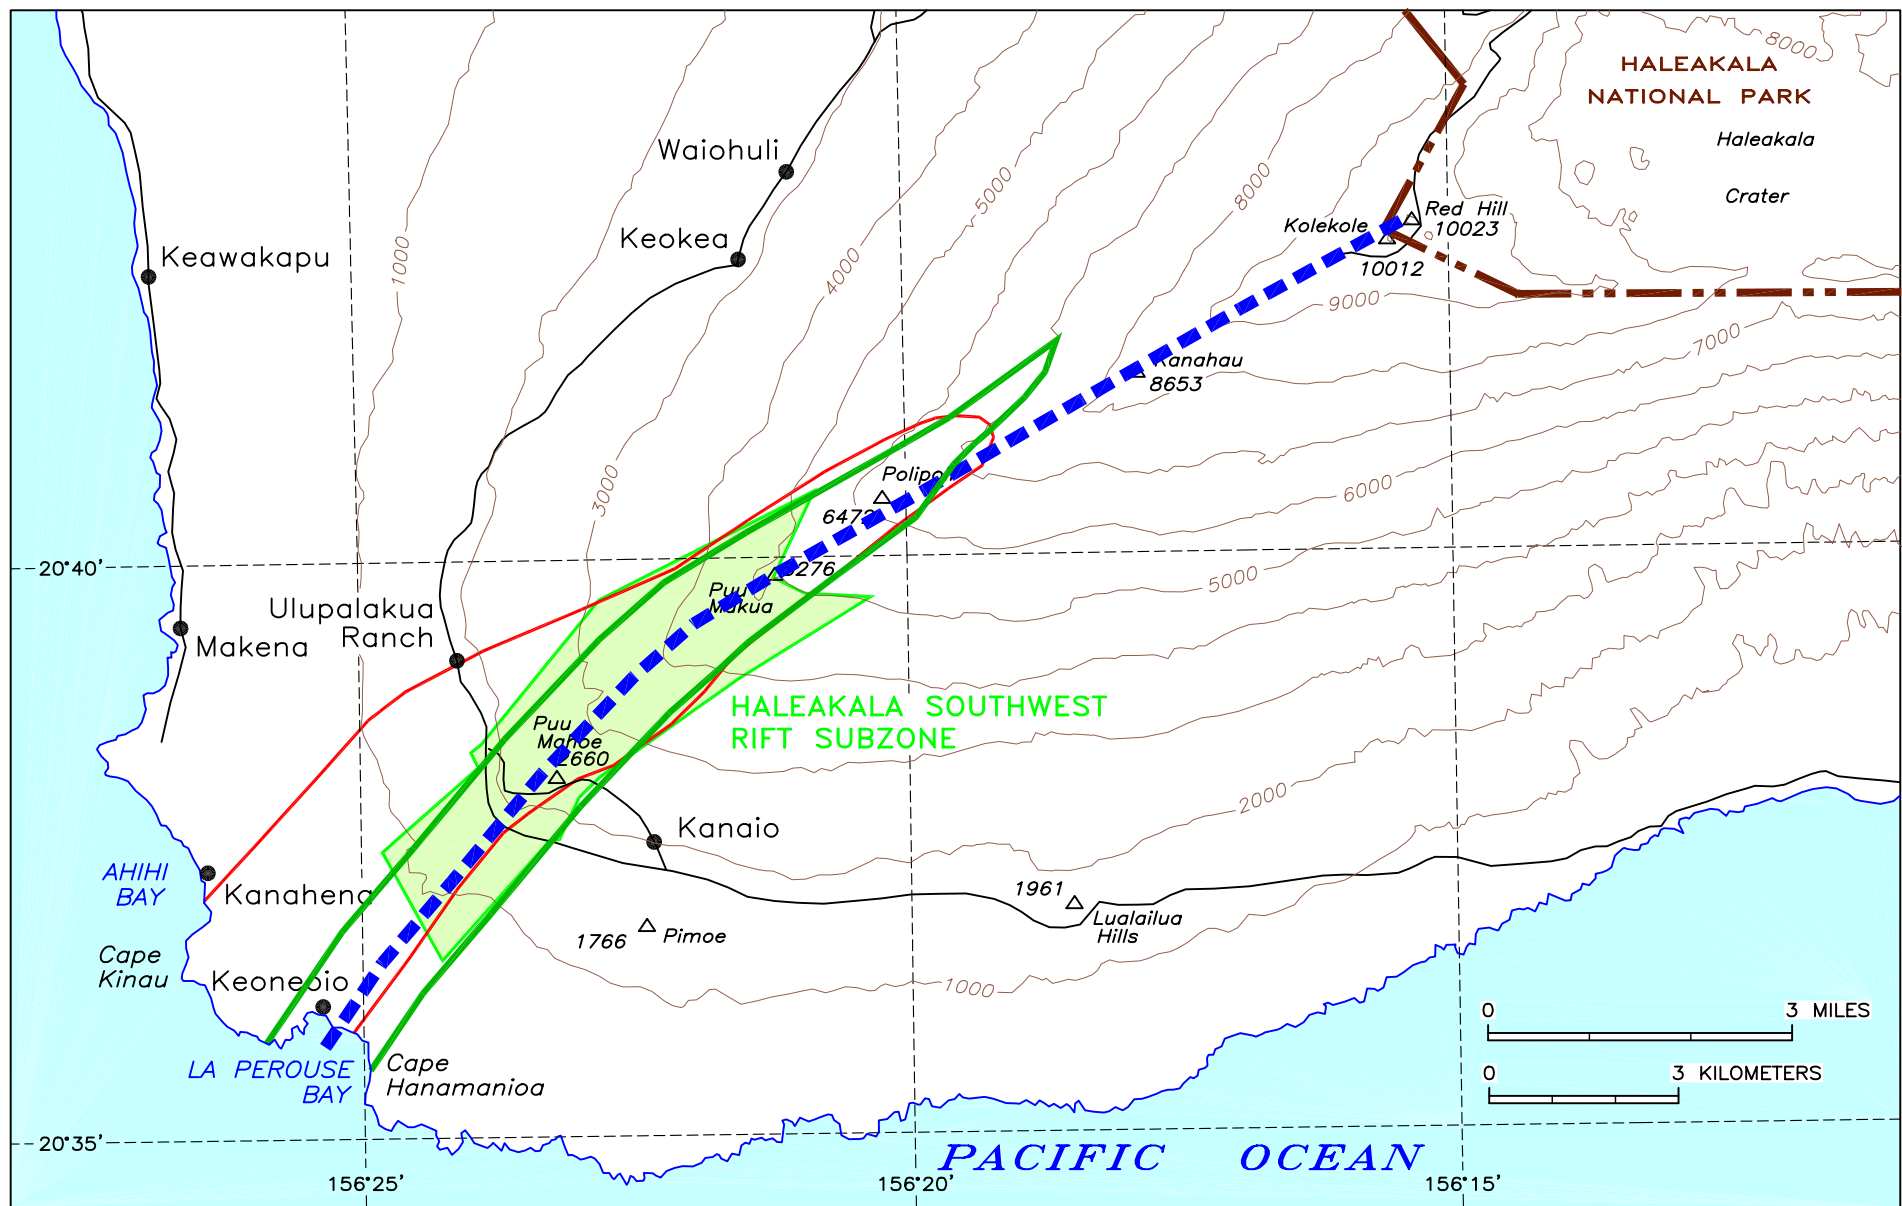 8000
HALEAKALA
NATIONAL PARK
Haleakala
Crater
Waiohuli
5000
8000
1000
Keokea
4000
Keawakapu
Kolekole
Red Hill
10023
10012
9000
7000
Kanahau
8653
3000
Polipoli
6472
6000
20°40'
5276
5000
Puu
Makua
Ulupalakua
Ranch
Makena
HALEAKALA SOUTHWEST
RIFT SUBZONE
Puu
Mahoe
2660
2000
Kanaio
AHIHI
BAY
Kanahena
1961
Lualailua
Hills
1766
Pimoe
Cape
Kinau
Keoneoio
1000
0
3 MILES
LA PEROUSE
BAY
Cape
Hanamanioa
0
3 KILOMETERS
20°35'
PACIFIC OCEAN
156°25'
156°20'
156°15'